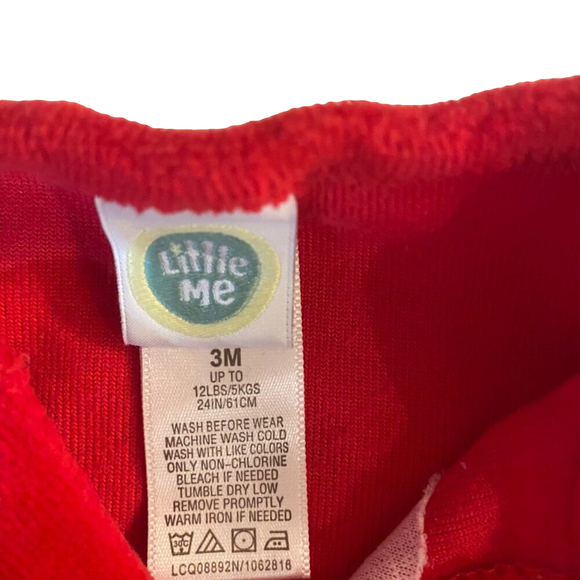 Little
Me
3M
UP TO
12LBS/5KGS
24IN/61CM
WASH BEFORE WEAR
MACHINE WASH COLD
WASH WITH LIKE COLORS
ONLY NON-CHLORINE
BLEACH IF NEEDED
TUMBLE DRY LOW
REMOVE PROMPTLY
WARM IRON IF NEEDED
30C
LCQ08892N/1062816